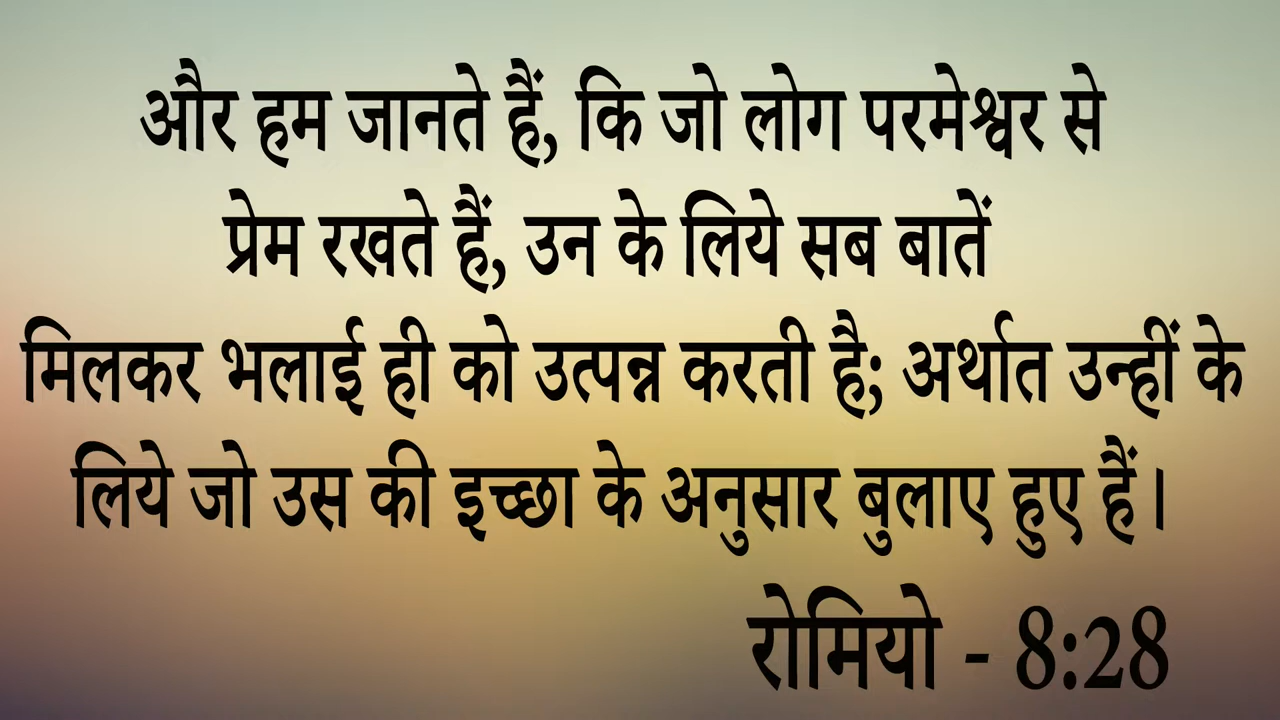 और हम जानते हैं, कि जो लोग परमेश्वर से
प्रेम रखते हैं, उन के लिये सब बातें
मिलकर भलाई ही को उत्पन्न करती है; अर्थात उन्हीं के
लिये जो उस की इच्छा के अनुसार बुलाए हुए हैं।
रोमियो - 8:28